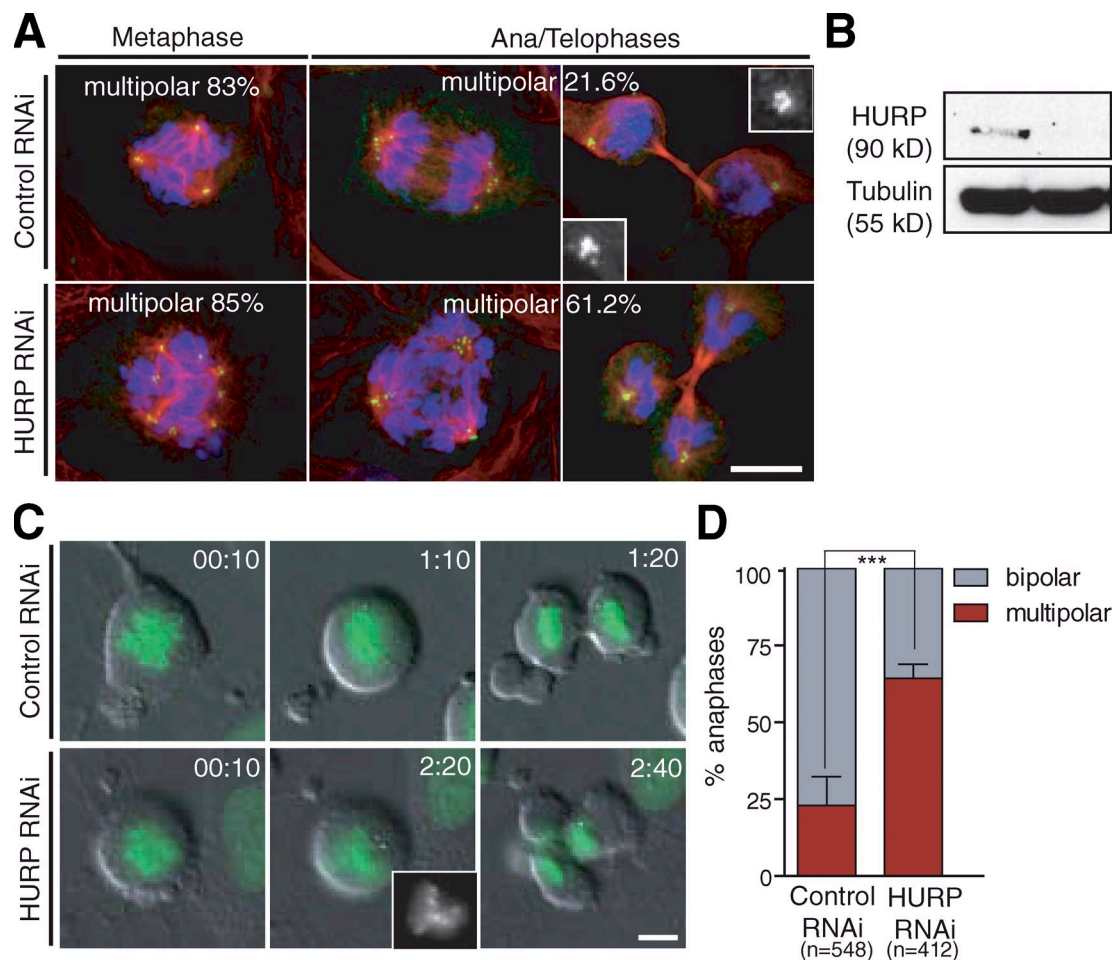 A
Metaphase
Ana/Telophases
Control RNAi
multipolar 83%
multipolar 21.6%
HURP RNAi
multipolar 85%
multipolar 61.2%
B
HURP
(90 kD)
Tubulin
(55 kD)
C
Control RNAi
00:10
1:10
1:20
HURP RNAi
00:10
2:20
2:40
D
% anaphases
100
75
50
25
0
***
bipolar
multipolar
Control
RNAi
(n=548)
HURP
RNAi
(n=412)